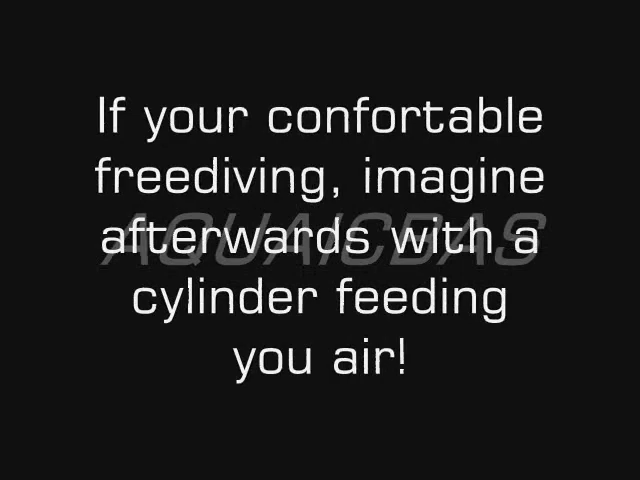 If your confortable
freediving, imagine
afterwards with a
AQUAICBAS
cylinder feeding
you air!